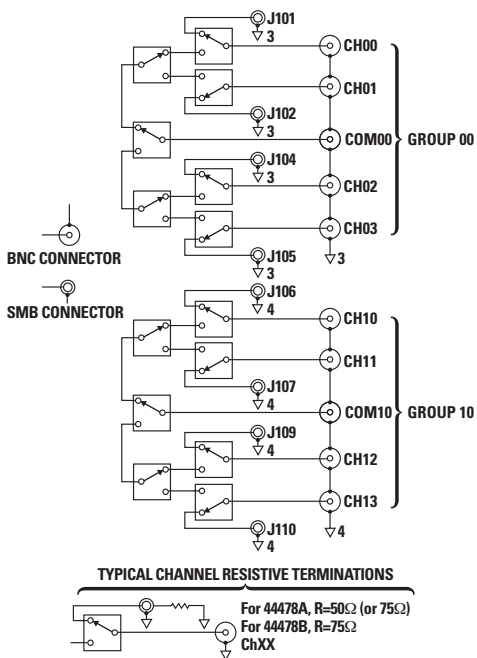 J101
3
CH00
CH01
J102
3
COM00
GROUP 00
J104
3
CH02
CH03
3
J105
3
BNC CONNECTOR
SMB CONNECTOR
J106
4
CH10
CH11
J107
4
COM10
GROUP 10
J109
4
CH12
CH13
4
J110
4
TYPICAL CHANNEL RESISTIVE TERMINATIONS
For 44478A, R=50Ω (or 75Ω)
For 44478B, R=75Ω
ChXX